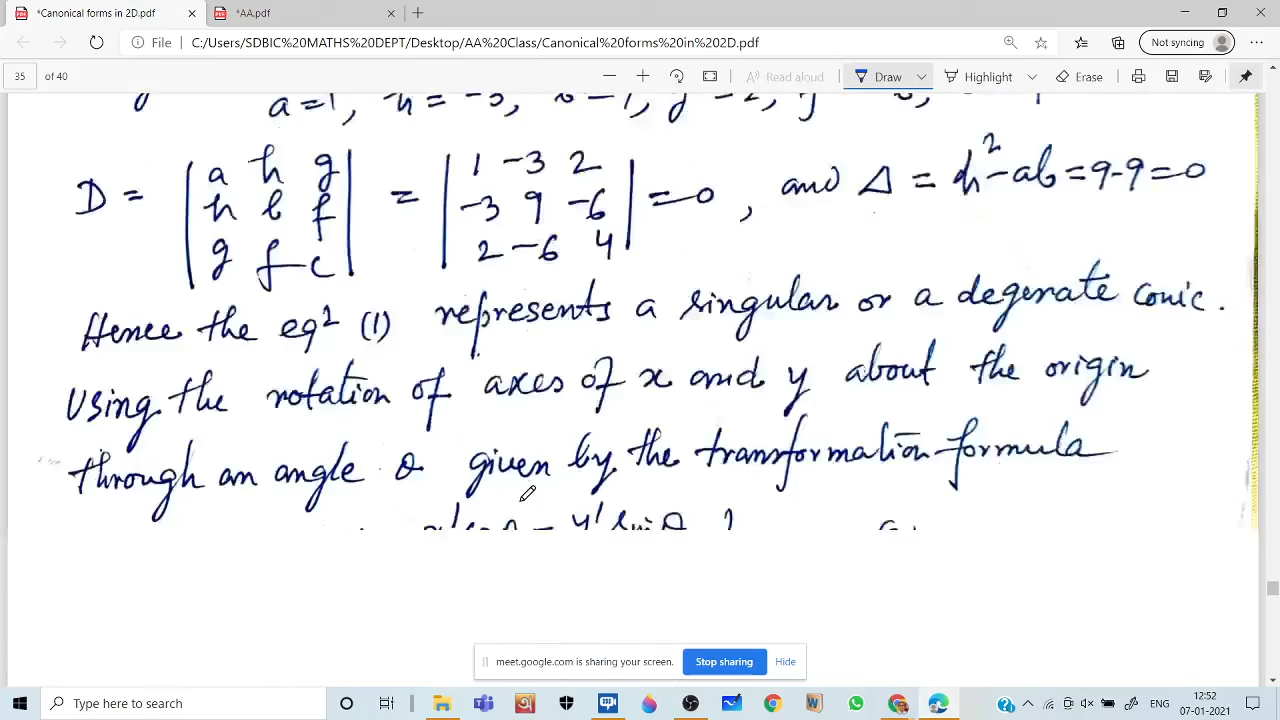 *Canonical forms in 2D.pdf
*AA.pdf
File
C:/Users/SDBIC%20MATHS%20DEPT/Desktop/AA%20Class/Canonical%20forms%20in%202D.pdf
Not syncing
35 of 40
Read aloud
Draw
Highlight
Erase
a=1,
D = | a h g | = | 1 -3 2 | = 0 , and Δ = h²-ab = 9-9 = 0
| h b f | | -3 9 -6 |
| g f c | | 2 -6 4 |
Hence the eqⁿ (1) represents a singular or a degerate conic.
Using the rotation of axes of x and y about the origin
through an angle θ given by the transformation formula
meet.google.com is sharing your screen.
Stop sharing
Hide
Type here to search
ENG
12:52
07-01-2021